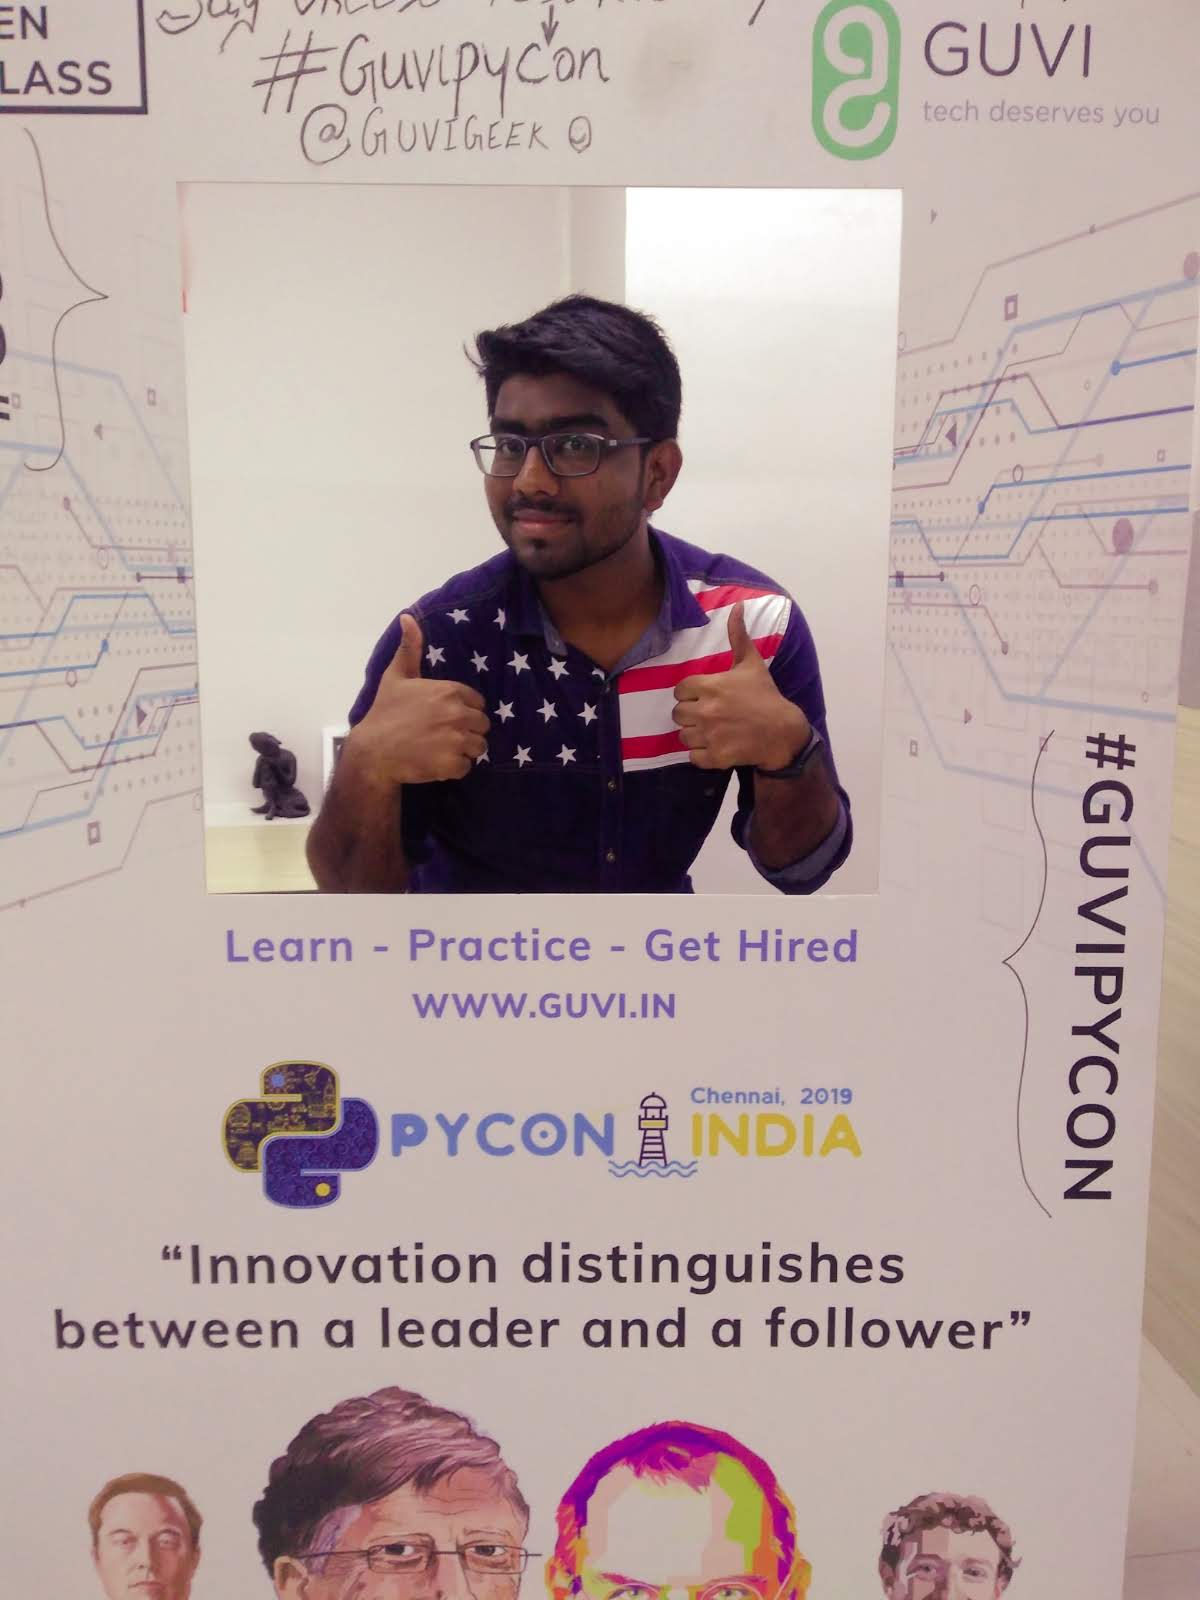 EN
LASS
#Guvipycon
@GUVIGEEK
GUVI
tech deserves you
Learn - Practice - Get Hired
WWW.GUVI.IN
#GUVIPYCON
PYCON
Chennai, 2019
INDIA
“Innovation distinguishes
between a leader and a follower”